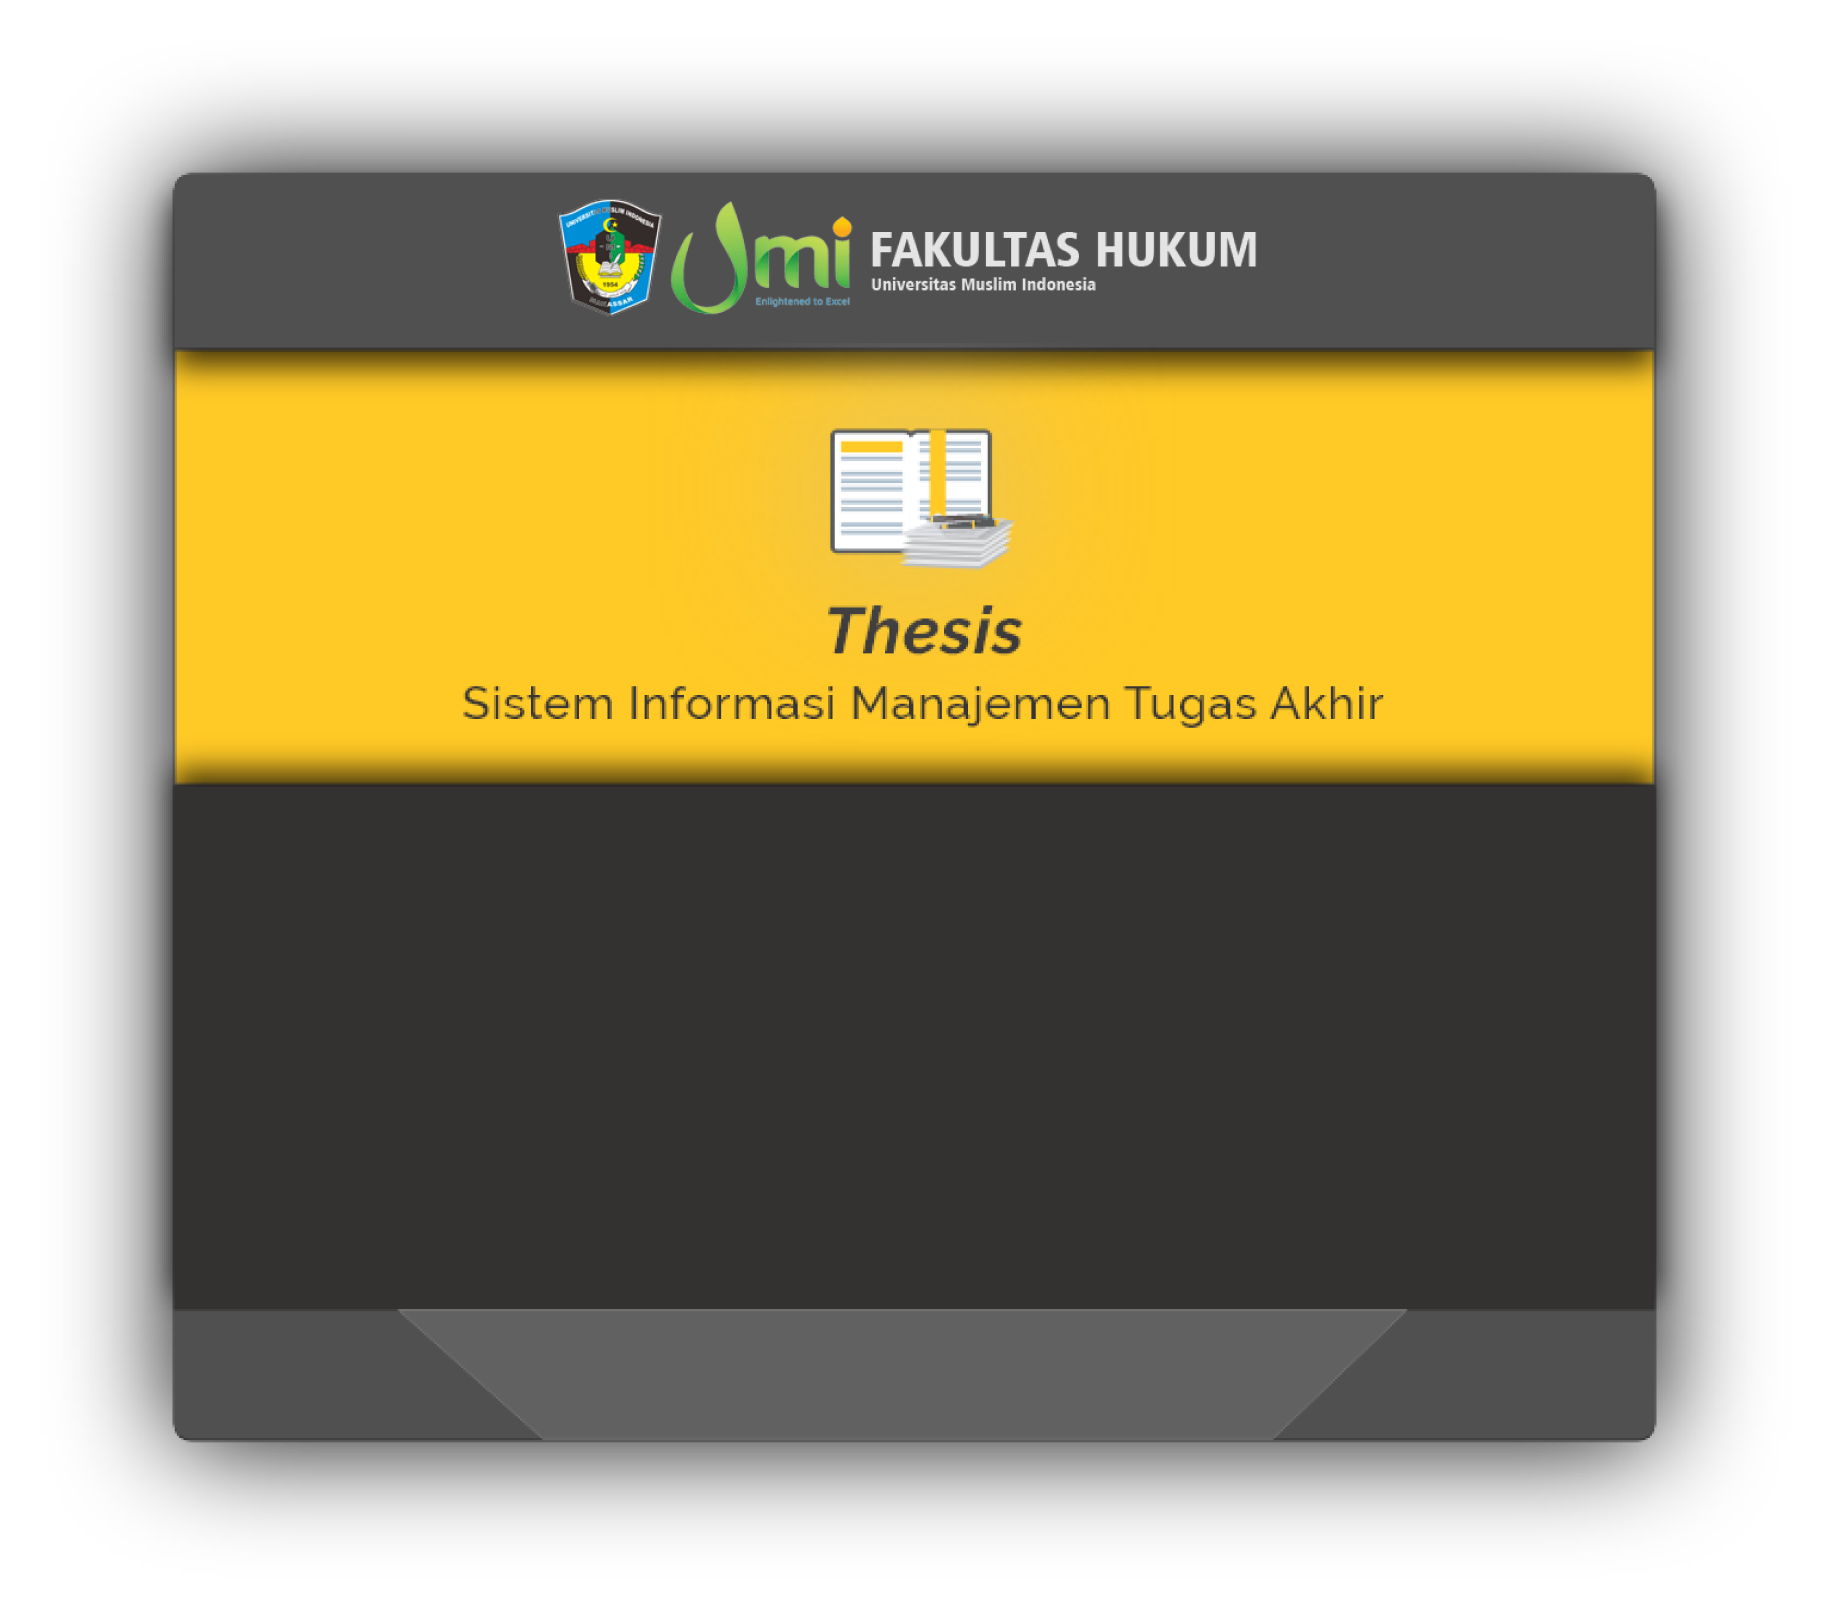 UNIVERSITAS MUSLIM INDONESIA
1954
MAKASSAR
umi
Enlightened to Excel
FAKULTAS HUKUM
Universitas Muslim Indonesia
Thesis
Sistem Informasi Manajemen Tugas Akhir